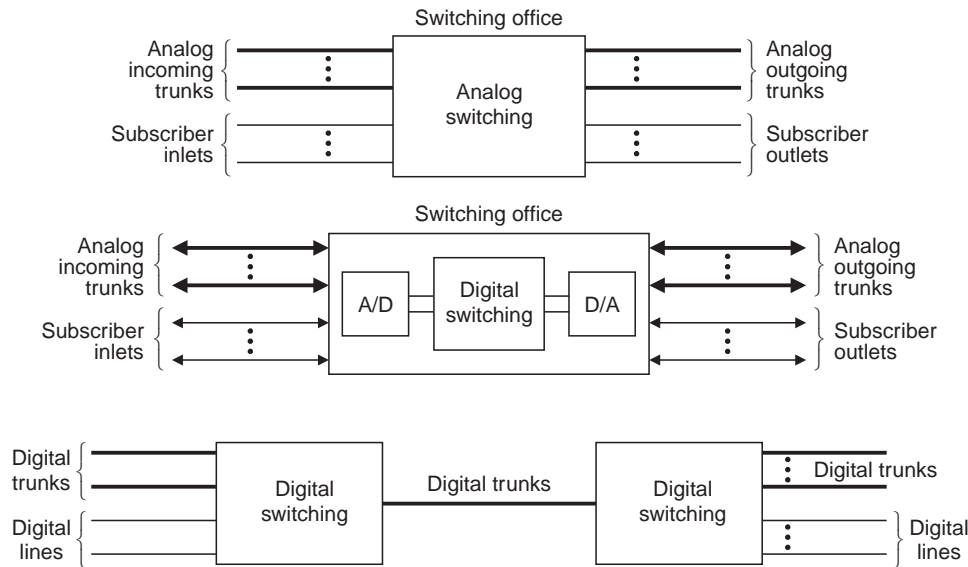 Switching office
Analog
incoming
trunks
Subscriber
inlets
Analog
switching
Analog
outgoing
trunks
Subscriber
outlets
Switching office
Analog
incoming
trunks
Subscriber
inlets
A/D
Digital
switching
D/A
Analog
outgoing
trunks
Subscriber
outlets
Digital
trunks
Digital
lines
Digital
switching
Digital trunks
Digital
switching
Digital trunks
Digital
lines